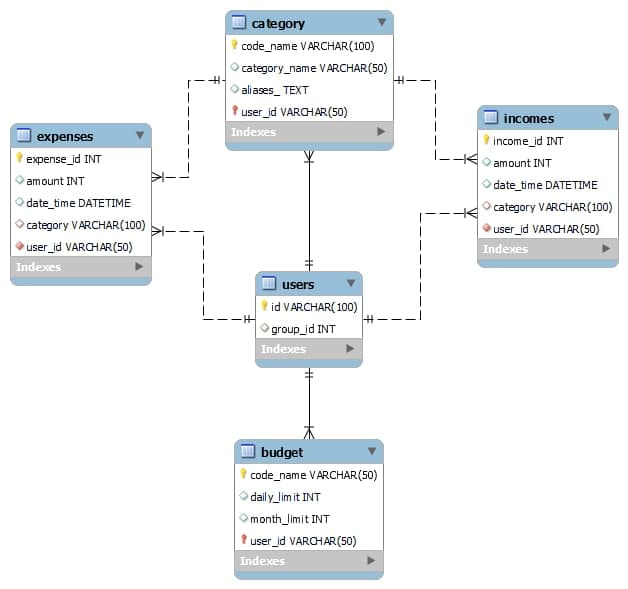 category
code_name VARCHAR(100)
category_name VARCHAR(50)
aliases_ TEXT
user_id VARCHAR(50)
Indexes
expenses
expense_id INT
amount INT
date_time DATETIME
category VARCHAR(100)
user_id VARCHAR(50)
Indexes
incomes
income_id INT
amount INT
date_time DATETIME
category VARCHAR(100)
user_id VARCHAR(50)
Indexes
users
id VARCHAR(100)
group_id INT
Indexes
budget
code_name VARCHAR(50)
daily_limit INT
month_limit INT
user_id VARCHAR(50)
Indexes